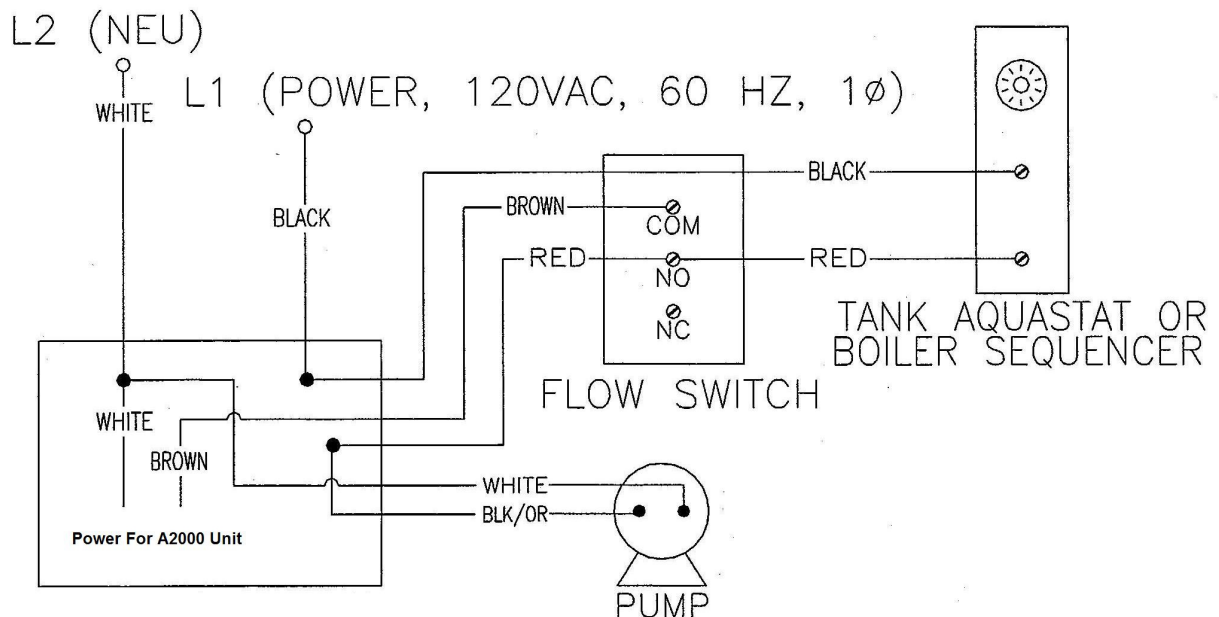 L2 (NEU)
WHITE
L1 (POWER, 120VAC, 60 HZ, 1ø)
BLACK
BLACK
BROWN
COM
RED
NO
RED
NC
TANK AQUASTAT OR
BOILER SEQUENCER
FLOW SWITCH
WHITE
BROWN
WHITE
BLK/OR
Power For A2000 Unit
PUMP